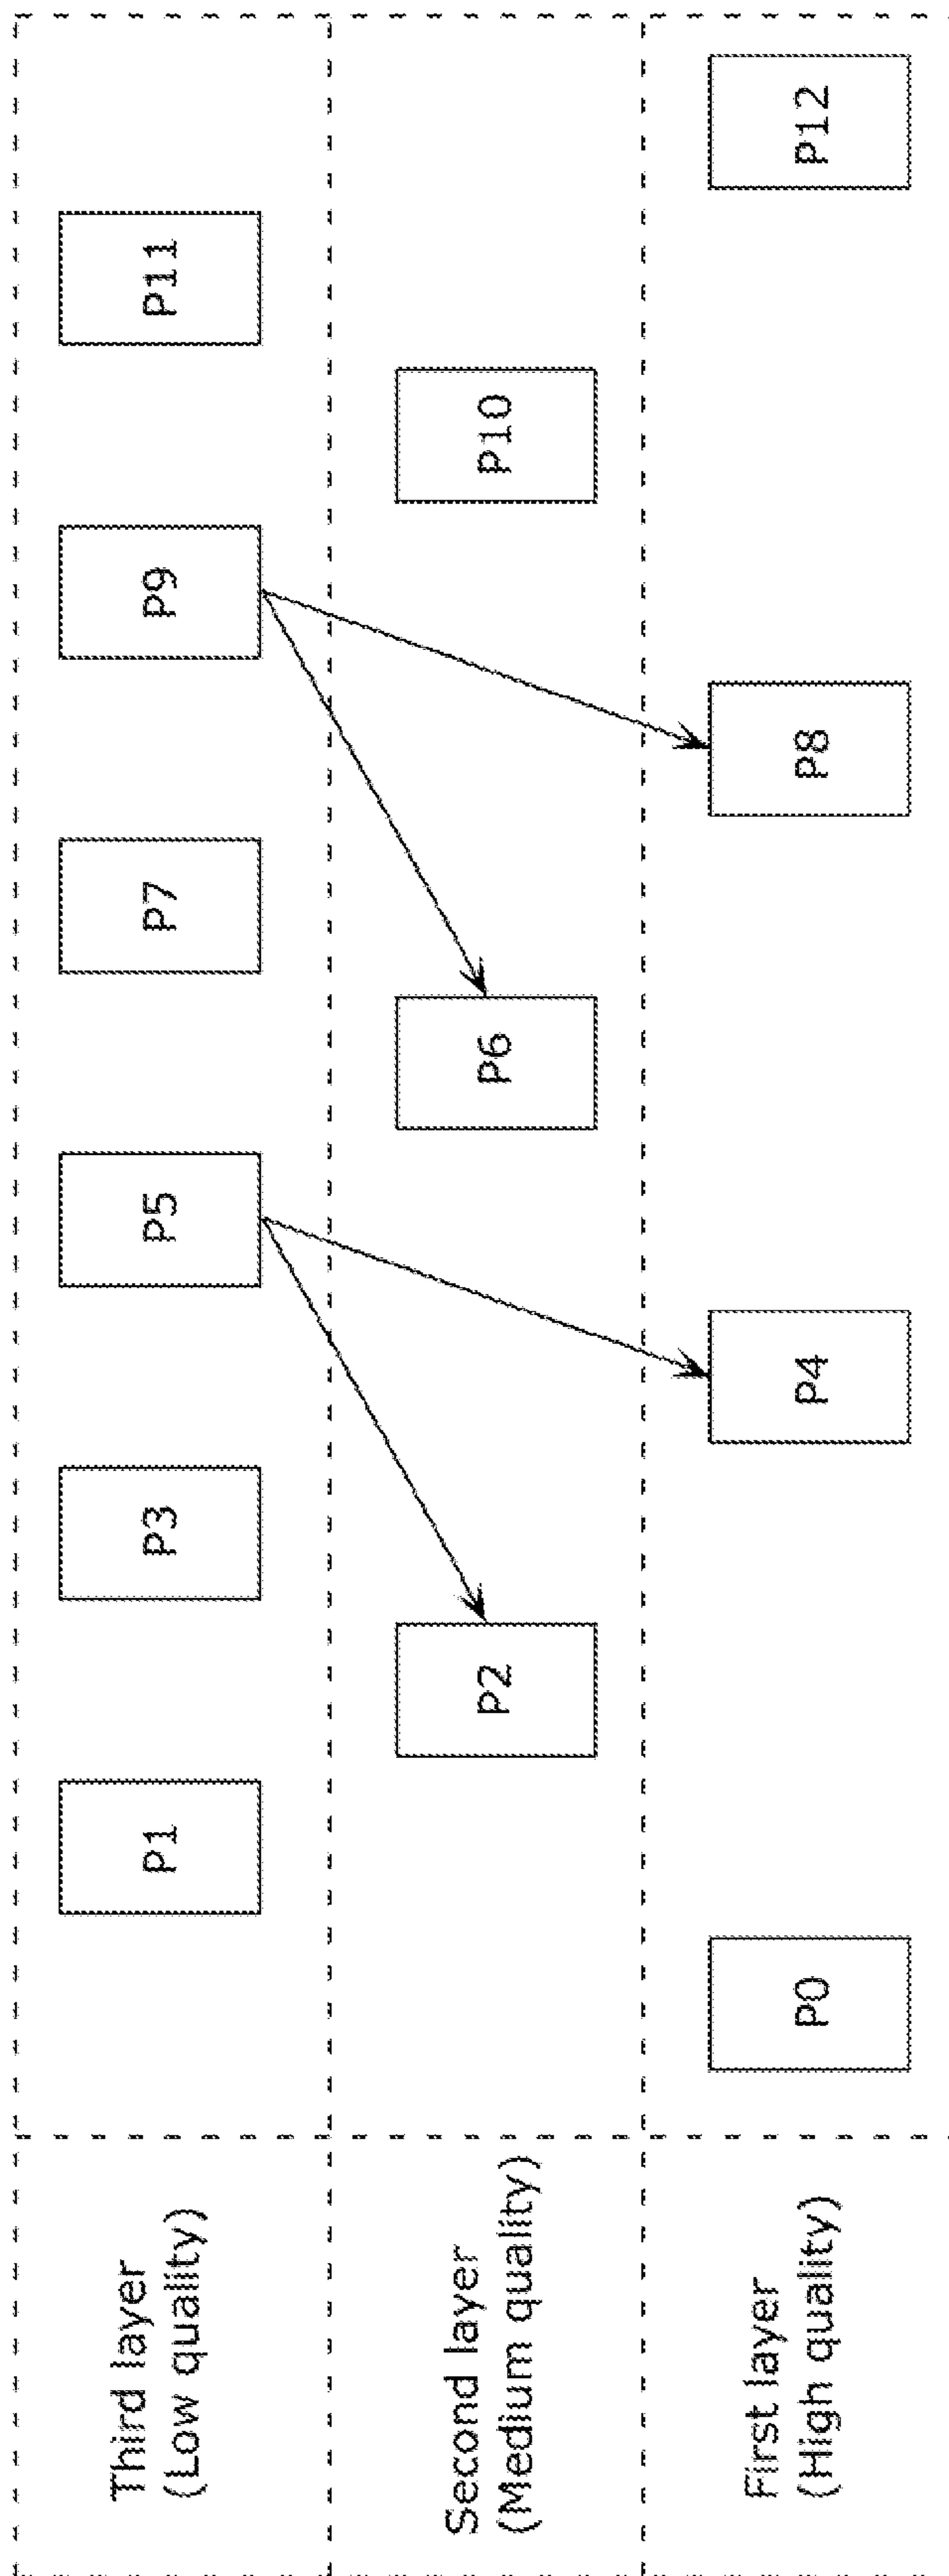 Third layer
(Low quality)
P1
P3
P5
P7
P9
P11
Second layer
(Medium quality)
P2
P6
P10
First layer
(High quality)
P0
P4
P8
P12